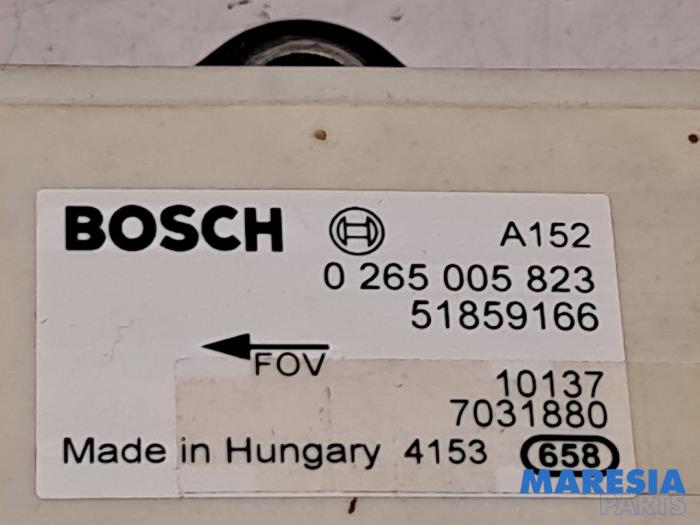 BOSCH A152
0 265 005 823
51859166
FOV
10137
7031880
Made in Hungary 4153 658
MARESIA
PARTS